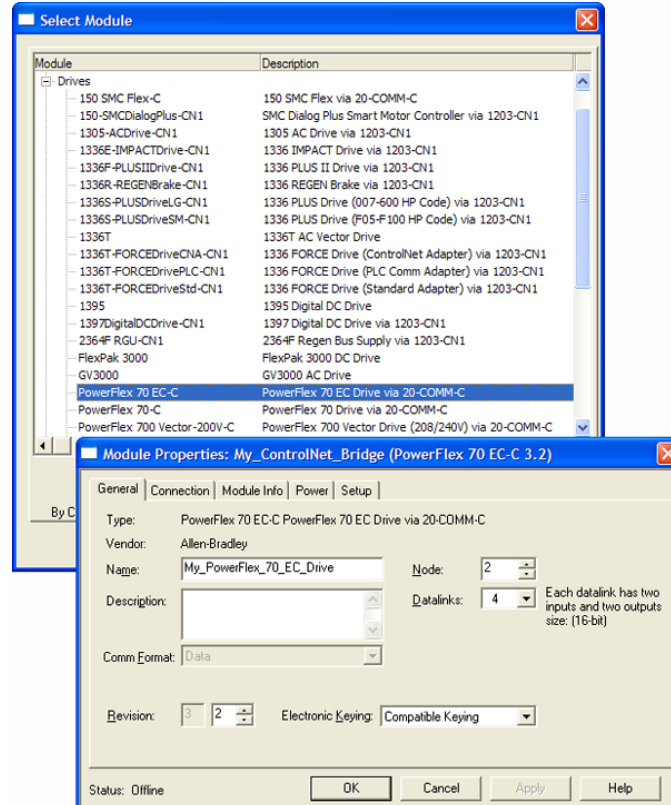 Select Module
Module Description
Drives
150 SMC Flex-C 150 SMC Flex via 20-COMM-C
150-SMCDialogPlus-CN1 SMC Dialog Plus Smart Motor Controller via 1203-CN1
1305-ACDrive-CN1 1305 AC Drive via 1203-CN1
1336E-IMPACTDrive-CN1 1336 IMPACT Drive via 1203-CN1
1336F-PLUSIIDrive-CN1 1336 PLUS II Drive via 1203-CN1
1336R-REGENBrake-CN1 1336 REGEN Brake via 1203-CN1
1336S-PLUSDriveLG-CN1 1336 PLUS Drive (007-600 HP Code) via 1203-CN1
1336S-PLUSDriveSM-CN1 1336 PLUS Drive (F05-F100 HP Code) via 1203-CN1
1336T 1336T AC Vector Drive
1336T-FORCEDriveCNA-CN1 1336 FORCE Drive (ControlNet Adapter) via 1203-CN1
1336T-FORCEDrivePLC-CN1 1336 FORCE Drive (PLC Comm Adapter) via 1203-CN1
1336T-FORCEDriveStd-CN1 1336 FORCE Drive (Standard Adapter) via 1203-CN1
1395 1395 Digital DC Drive
1397DigitalDCDrive-CN1 1397 Digital DC Drive via 1203-CN1
2364F RGU-CN1 2364F Regen Bus Supply via 1203-CN1
FlexPak 3000 FlexPak 3000 DC Drive
GV3000 GV3000 AC Drive
PowerFlex 70 EC-C PowerFlex 70 EC Drive via 20-COMM-C
PowerFlex 70-C PowerFlex 70 Drive via 20-COMM-C
PowerFlex 700 Vector-200V-C PowerFlex 700 Vector Drive (208/240V) via 20-COMM-C
By C
Module Properties: My_ControlNet_Bridge (PowerFlex 70 EC-C 3.2)
General Connection Module Info Power Setup
Type: PowerFlex 70 EC-C PowerFlex 70 EC Drive via 20-COMM-C
Vendor: Allen-Bradley
Name: My_PowerFlex_70_EC_Drive Node: 2
Description: Datalinks: 4 Each datalink has two
inputs and two outputs
size: (16-bit)
Comm Format: Data
Revision: 3 2 Electronic Keying: Compatible Keying
Status: Offline OK Cancel Apply Help